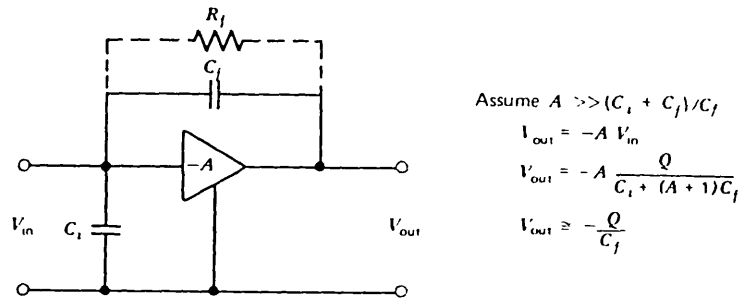 R_f
C_f
-A
V_in
C_i
V_out
Assume A >> (C_i + C_f)/C_f
V_out = -A V_in
V_out = -A Q / (C_i + (A + 1)C_f)
V_out ≅ -Q / C_f